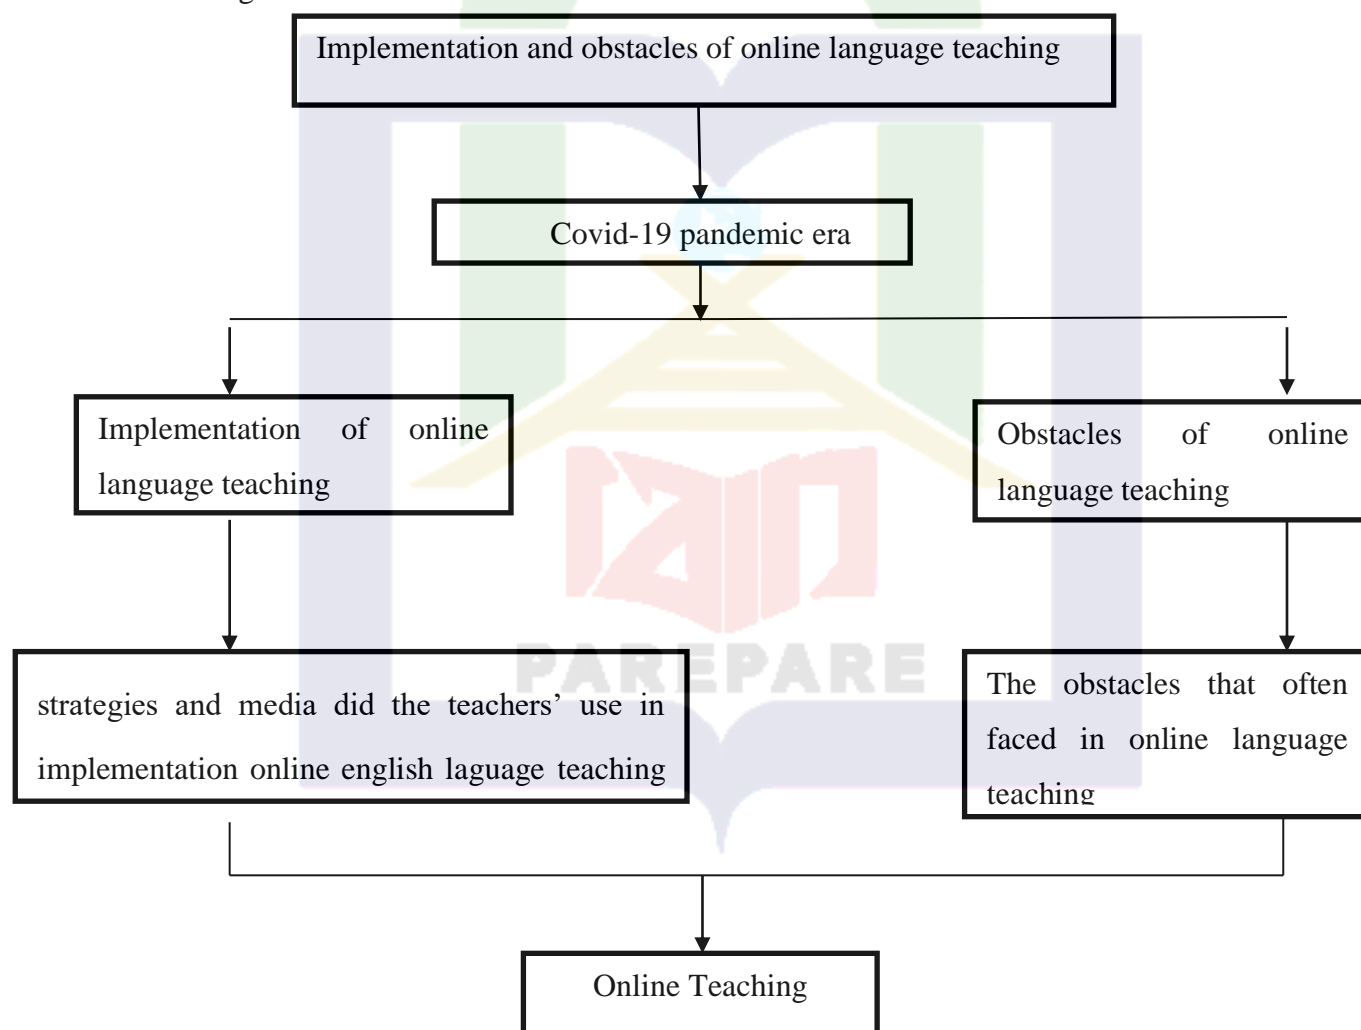 Implementation and obstacles of online language teaching
Covid-19 pandemic era
Implementation of online
language teaching
Obstacles of online
language teaching
strategies and media did the teachers’ use in
implementation online english laguage teaching
The obstacles that often
faced in online language
teaching
PAREPARE
Online Teaching